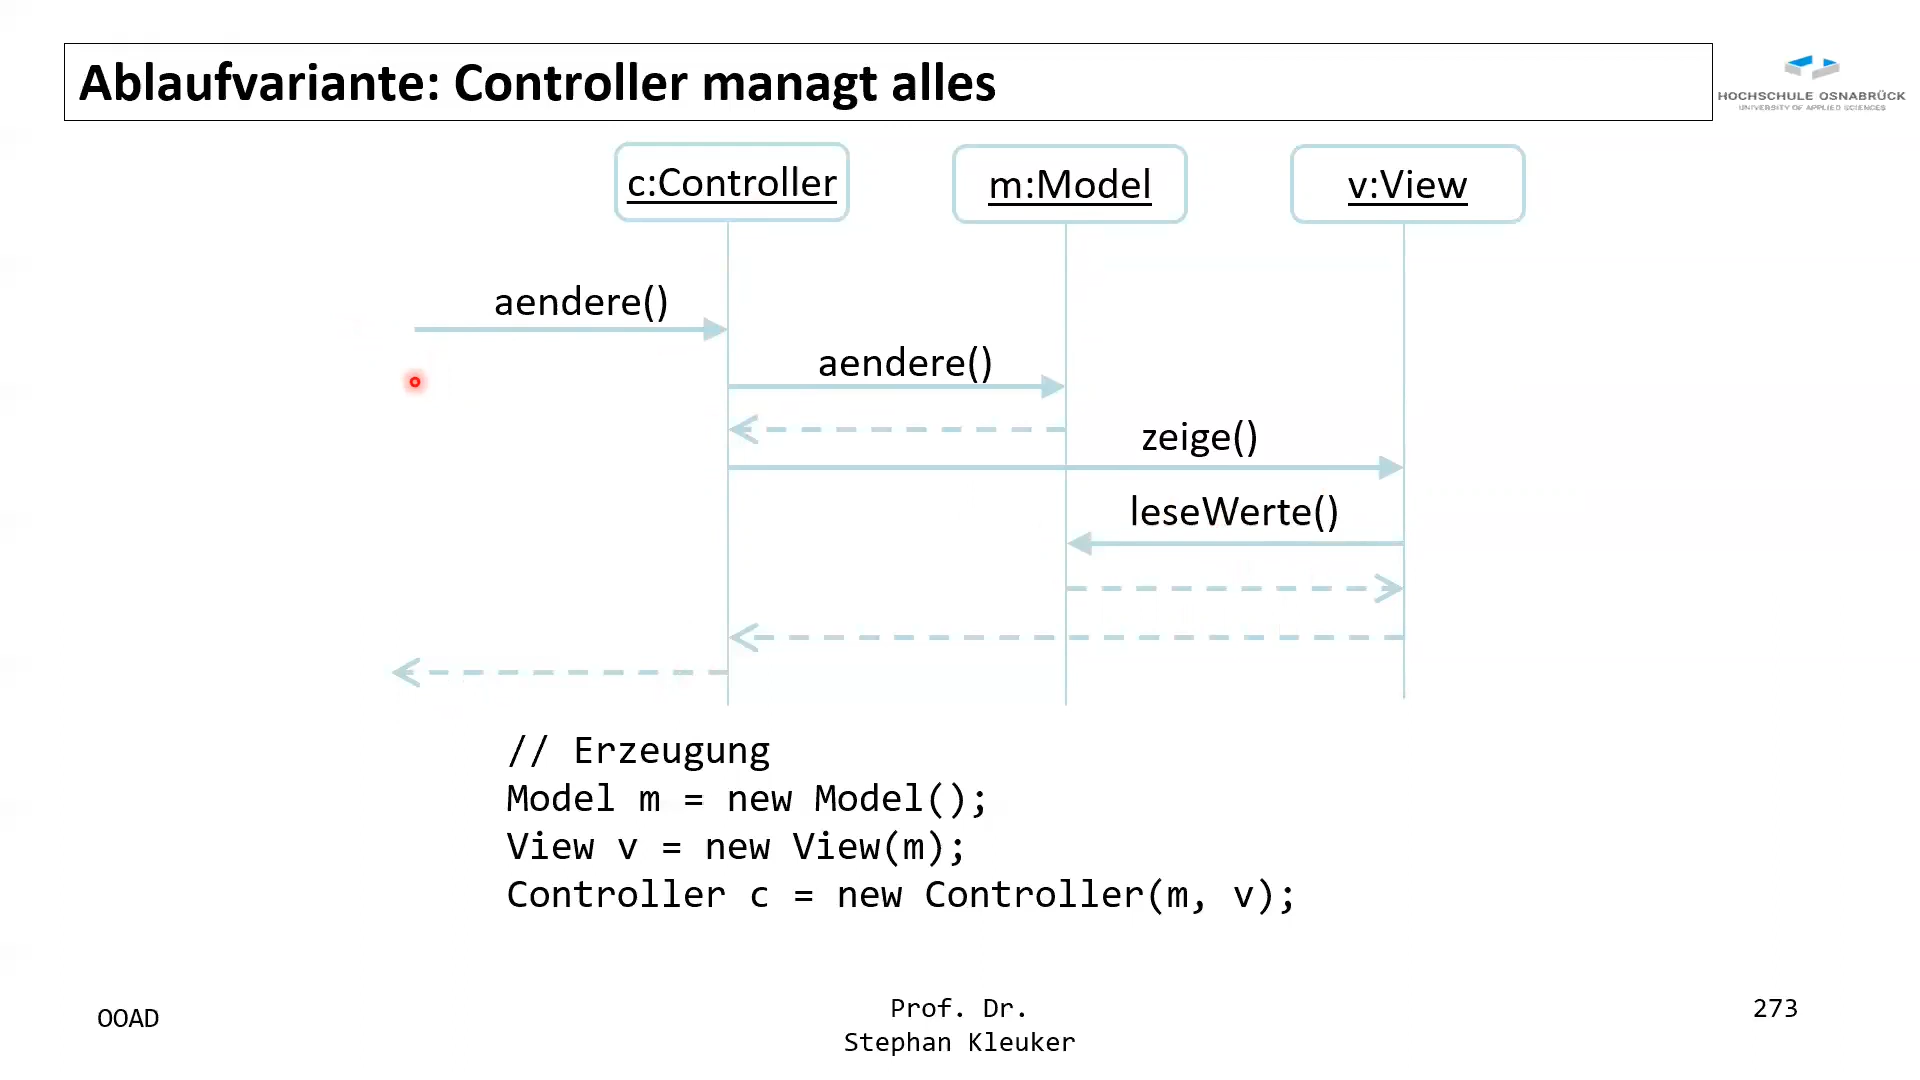 Ablaufvariante: Controller managt alles
HOCHSCHULE OSNABRÜCK
UNIVERSITY OF APPLIED SCIENCES
c:Controller
m:Model
v:View
aendere()
aendere()
zeige()
leseWerte()
// Erzeugung
Model m = new Model();
View v = new View(m);
Controller c = new Controller(m, v);
OOAD
Prof. Dr.
Stephan Kleuker
273